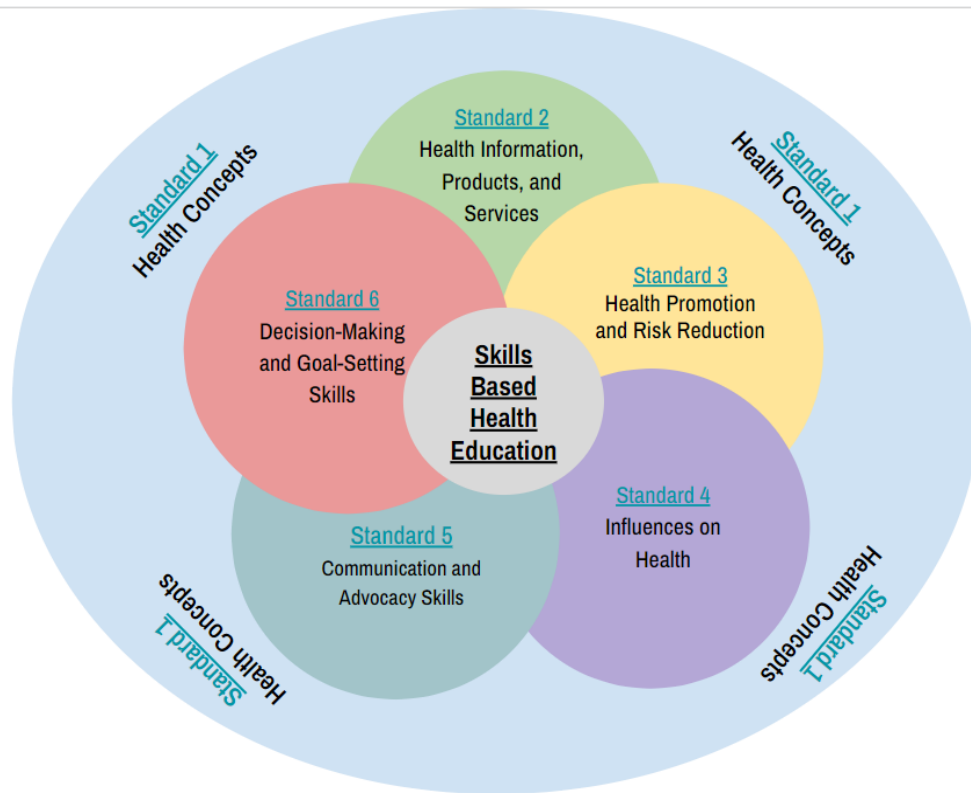 Standard 1
Health Concepts
Standard 2
Health Information,
Products, and
Services
Standard 1
Health Concepts
Standard 3
Health Promotion
and Risk Reduction
Standard 6
Decision-Making
and Goal-Setting
Skills
Skills
Based
Health
Education
Standard 4
Influences on
Health
Standard 5
Communication and
Advocacy Skills
Standard 1
Health Concepts
Standard 1
Health Concepts